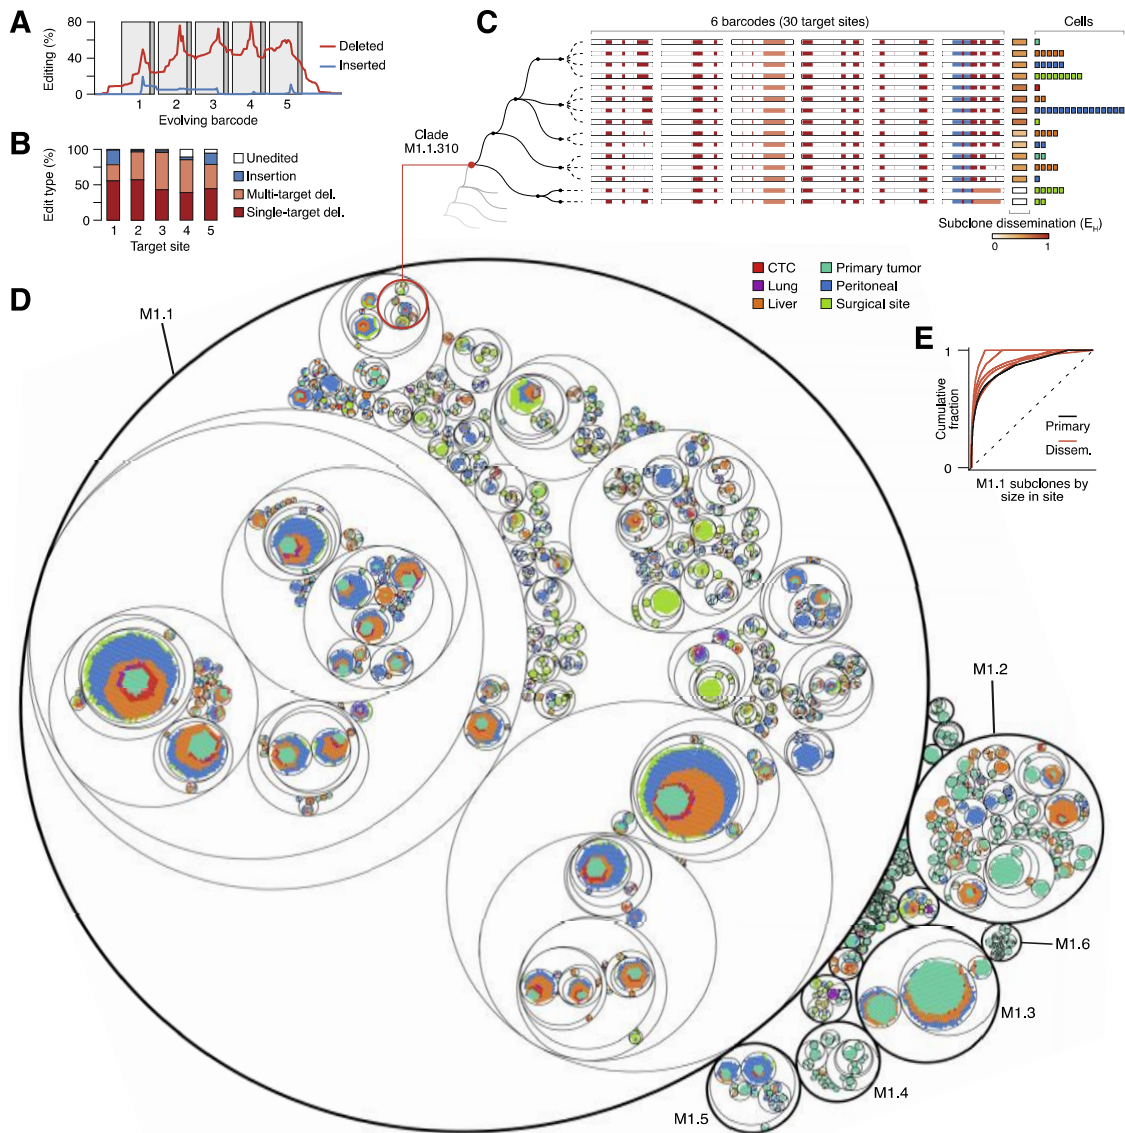 A
Editing (%)
80
40
0
Deleted
Inserted
1 2 3 4 5
Evolving barcode
B
Edit type (%)
100
50
0
Unedited
Insertion
Multi-target del.
Single-target del.
1 2 3 4 5
Target site
C
6 barcodes (30 target sites)
Cells
Clade
M1.1.310
Subclone dissemination (E_H)
0 1
CTC
Lung
Liver
Primary tumor
Peritoneal
Surgical site
D
M1.1
M1.2
M1.6
M1.3
M1.4
M1.5
E
Cumulative
fraction
1
0
Primary
Dissem.
M1.1 subclones by
size in site